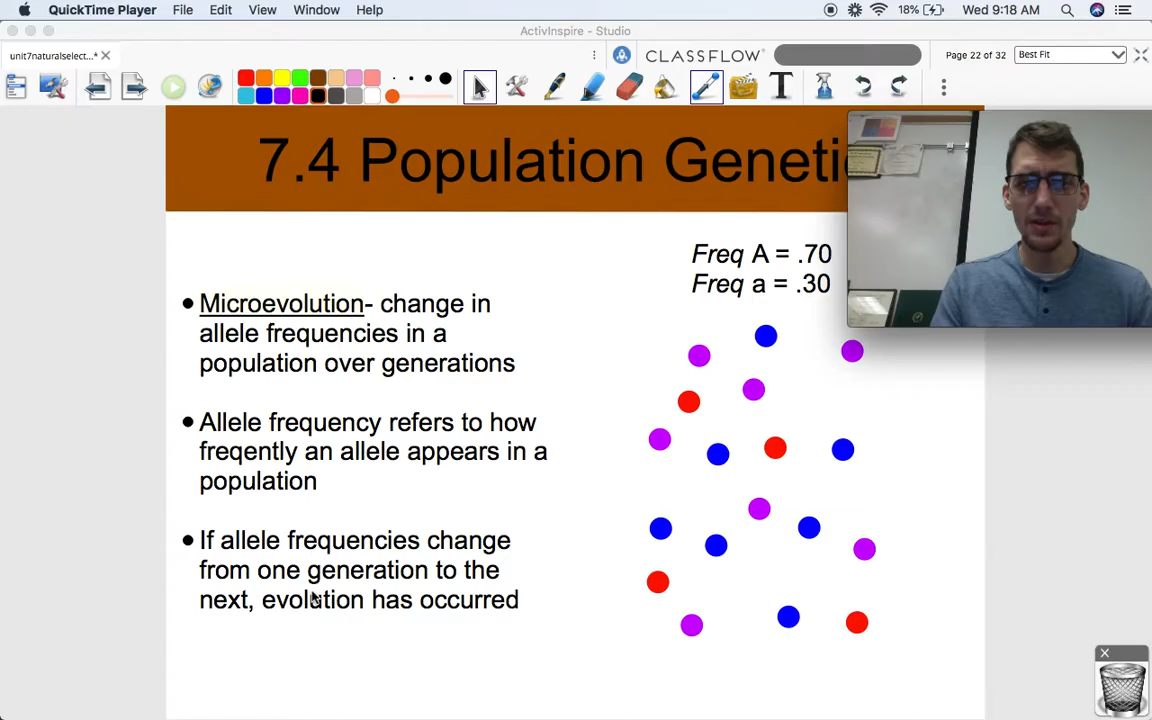 QuickTime Player File Edit View Window Help 18% Wed 9:18 AM
ActivInspire - Studio
unit7naturalselect...* CLASSFLOW Page 22 of 32 Best Fit
7.4 Population Geneti
Freq A = .70
Freq a = .30
Microevolution- change in
allele frequencies in a
population over generations
Allele frequency refers to how
freqently an allele appears in a
population
If allele frequencies change
from one generation to the
next, evolution has occurred